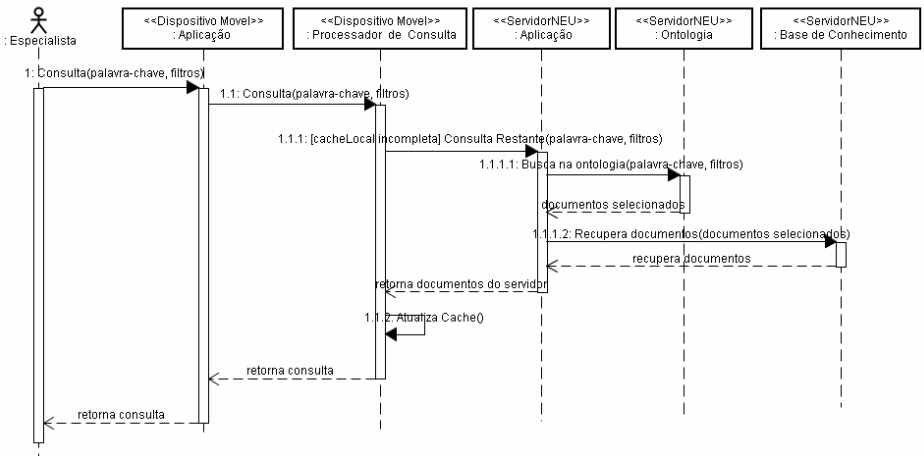 : Especialista
<<Dispositivo Movel>>
: Aplicação
<<Dispositivo Movel>>
: Processador de Consulta
<<ServidorNEU>>
: Aplicação
<<ServidorNEU>>
: Ontologia
<<ServidorNEU>>
: Base de Conhecimento
1: Consulta(palavra-chave, filtros)
1.1: Consulta(palavra-chave, filtros)
1.1.1: [cacheLocal incompleta] Consulta Restante(palavra-chave, filtros)
1.1.1.1: Busca na ontologia(palavra-chave, filtros)
documentos selecionados
1.1.1.2: Recupera documentos(documentos selecionados)
recupera documentos
retorna documentos do servidor
1.1.2: Atualiza Cache()
retorna consulta
retorna consulta